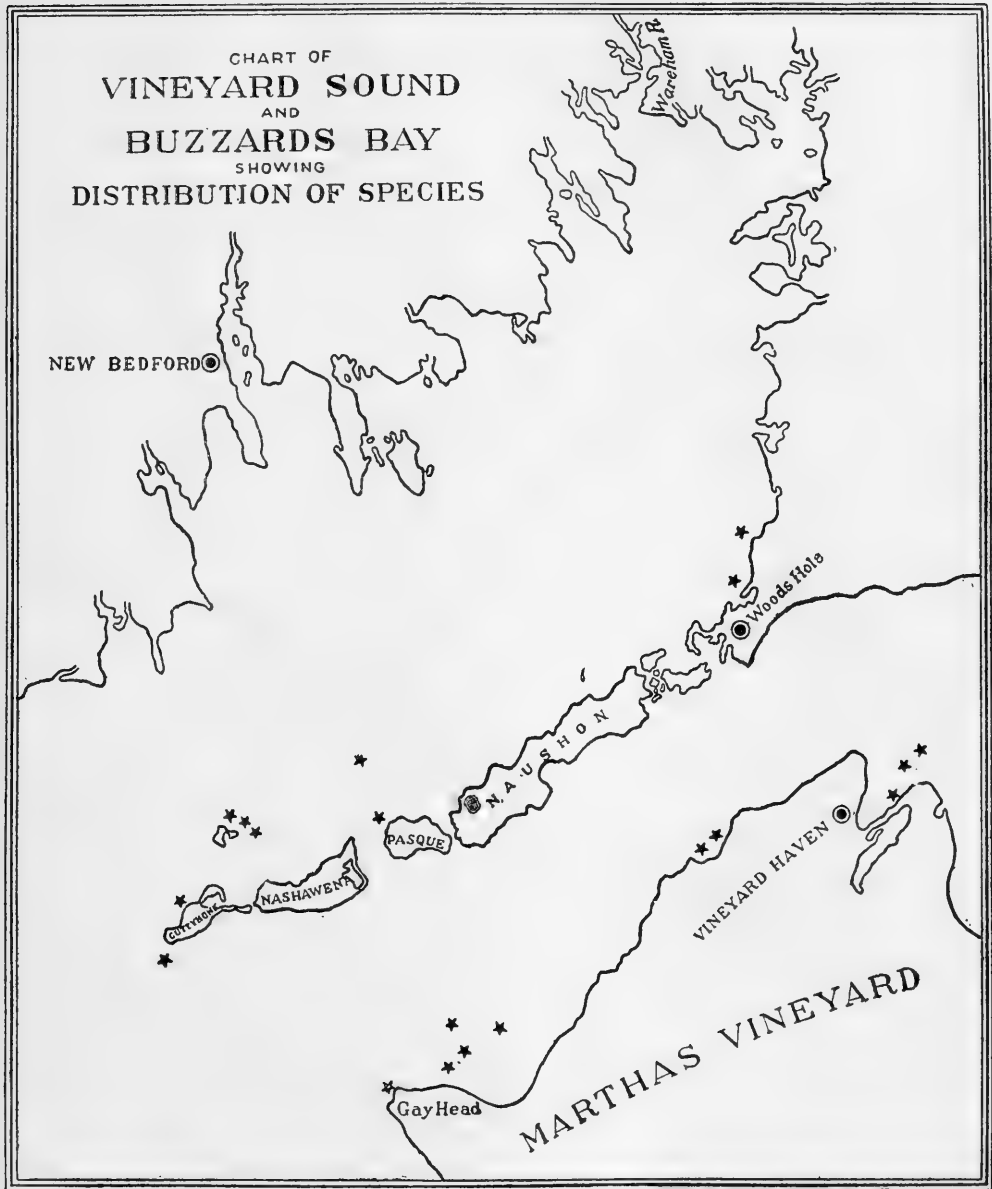 CHART OF
VINEYARD SOUND
AND
BUZZARDS BAY
SHOWING
DISTRIBUTION OF SPECIES
Wareham R.
NEW BEDFORD
Woods Hole
NAUSHON
PASQUE
NASHAWENA
CUTTYHUNK
VINEYARD HAVEN
MARTHAS VINEYARD
Gay Head